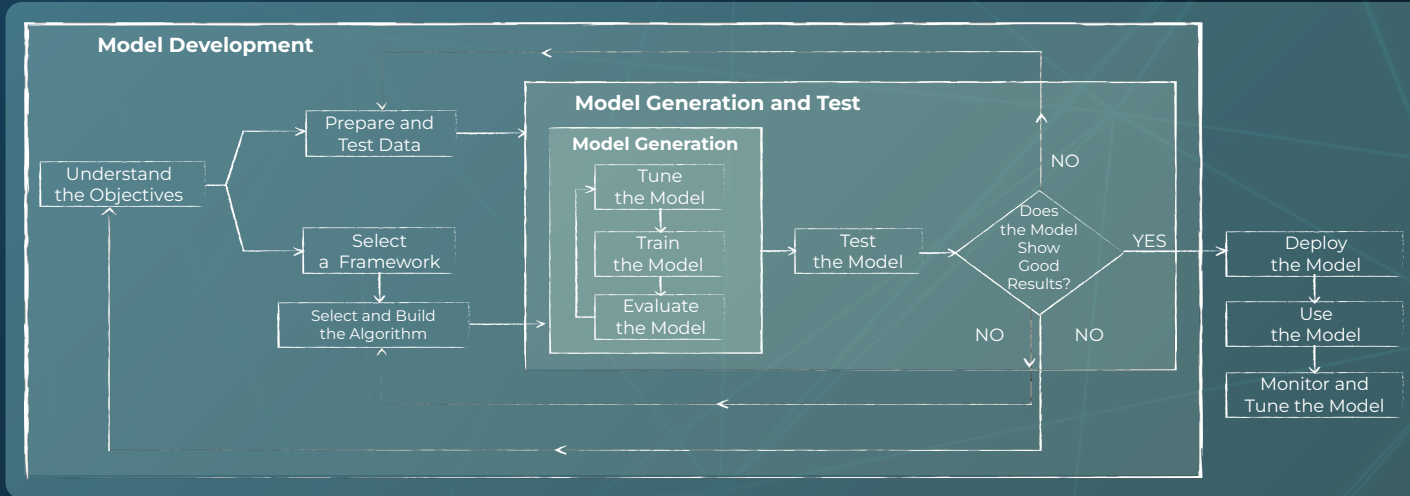 Model Development
Understand
the Objectives
Prepare and
Test Data
Select
a Framework
Select and Build
the Algorithm
Model Generation and Test
Model Generation
Tune
the Model
Train
the Model
Evaluate
the Model
Test
the Model
Does
the Model
Show
Good
Results?
NO
NO
NO
YES
Deploy
the Model
Use
the Model
Monitor and
Tune the Model